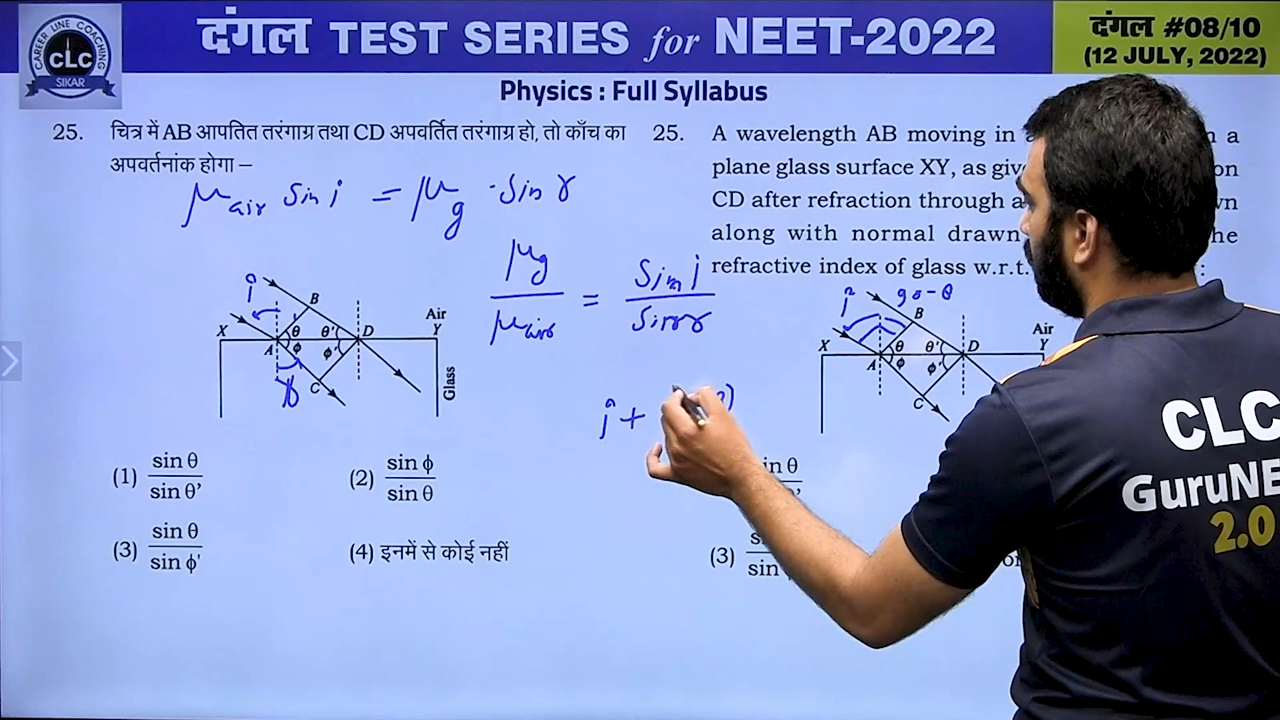 CAREER LINE COACHING
CLC
SIKAR
दंगल TEST SERIES for NEET-2022
दंगल #08/10
(12 JULY, 2022)
Physics : Full Syllabus
25. चित्र में AB आपतित तरंगाग्र तथा CD अपवर्तित तरंगाग्र हो, तो काँच का
अपवर्तनांक होगा –
μair sin i = μg · sin r
μg / μair = sin i / sin r
i
X A B θ θ' D Air Y
φ φ' C r Glass
(1) sin θ / sin θ’
(2) sin φ / sin θ
(3) sin θ / sin φ'
(4) इनमें से कोई नहीं
25. A wavelength AB moving in a
plane glass surface XY, as
CD after refraction through a
along with normal drawn
refractive index of glass w.r.t.
i 90-θ
X A B θ θ' D Air Y
φ φ' C
i +
(3)
CLC
GuruNE
2.0